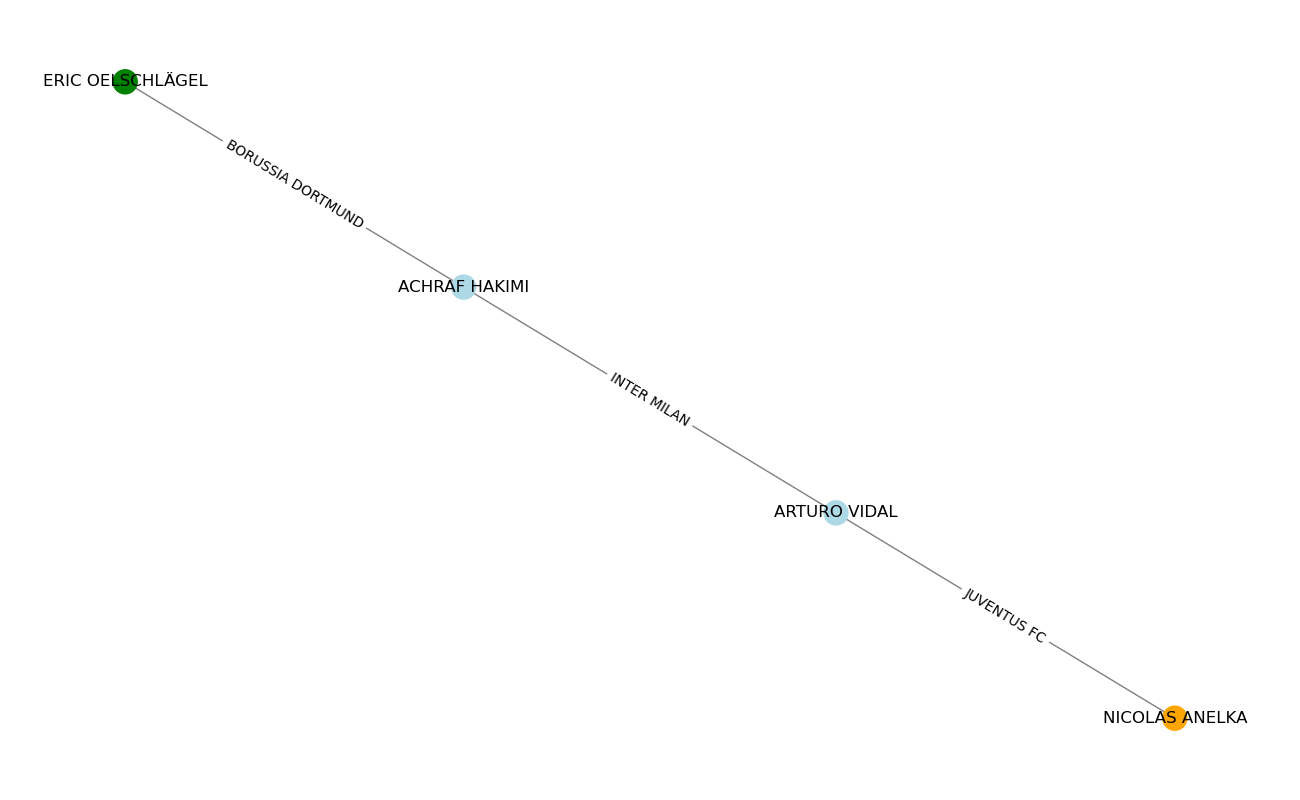 ERIC OELSCHLÄGEL
BORUSSIA DORTMUND
ACHRAF HAKIMI
INTER MILAN
ARTURO VIDAL
JUVENTUS FC
NICOLAS ANELKA